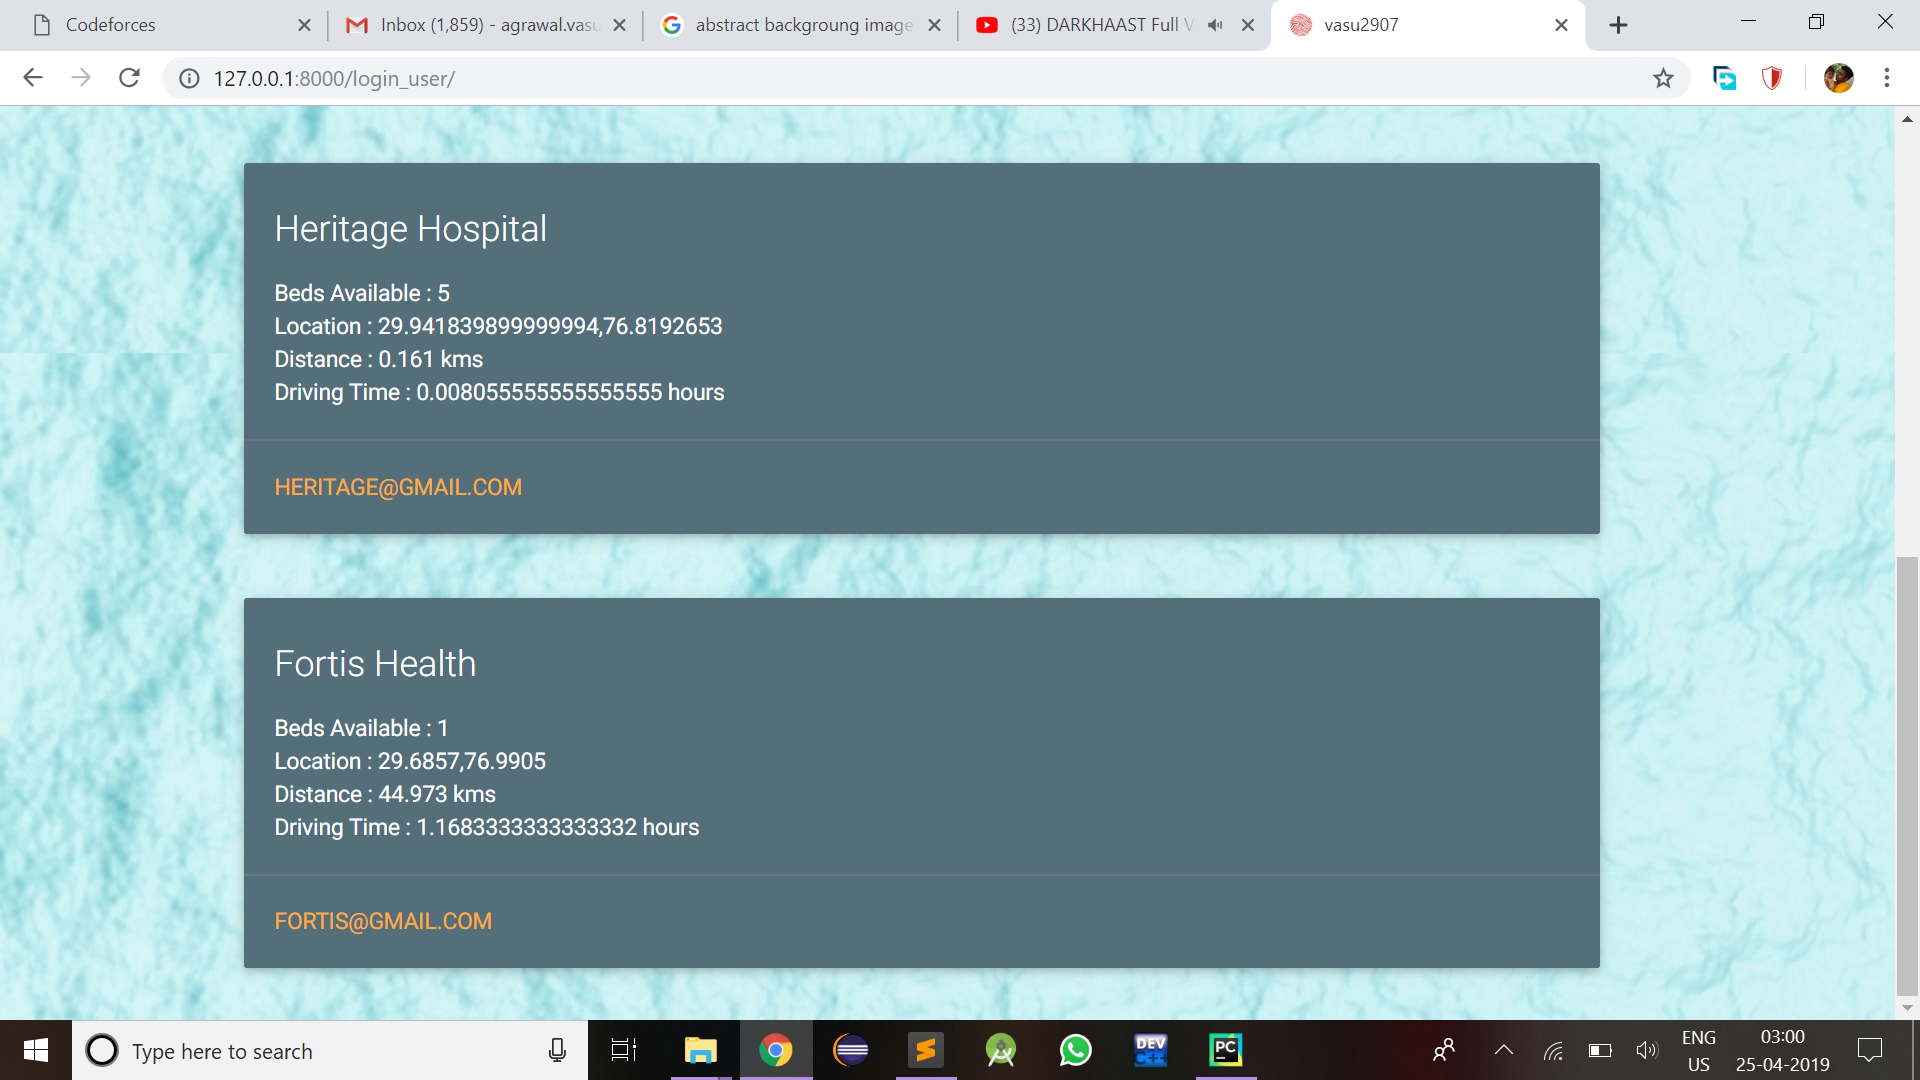 Codeforces
Inbox (1,859) - agrawal.vasu
abstract backgroung image
(33) DARKHAAST Full V
vasu2907
127.0.0.1:8000/login_user/
Heritage Hospital
Beds Available : 5
Location : 29.941839899999994,76.8192653
Distance : 0.161 kms
Driving Time : 0.008055555555555555 hours
HERITAGE@GMAIL.COM
Fortis Health
Beds Available : 1
Location : 29.6857,76.9905
Distance : 44.973 kms
Driving Time : 1.1683333333333332 hours
FORTIS@GMAIL.COM
Type here to search
DEV
C++
PC
ENG
US
03:00
25-04-2019